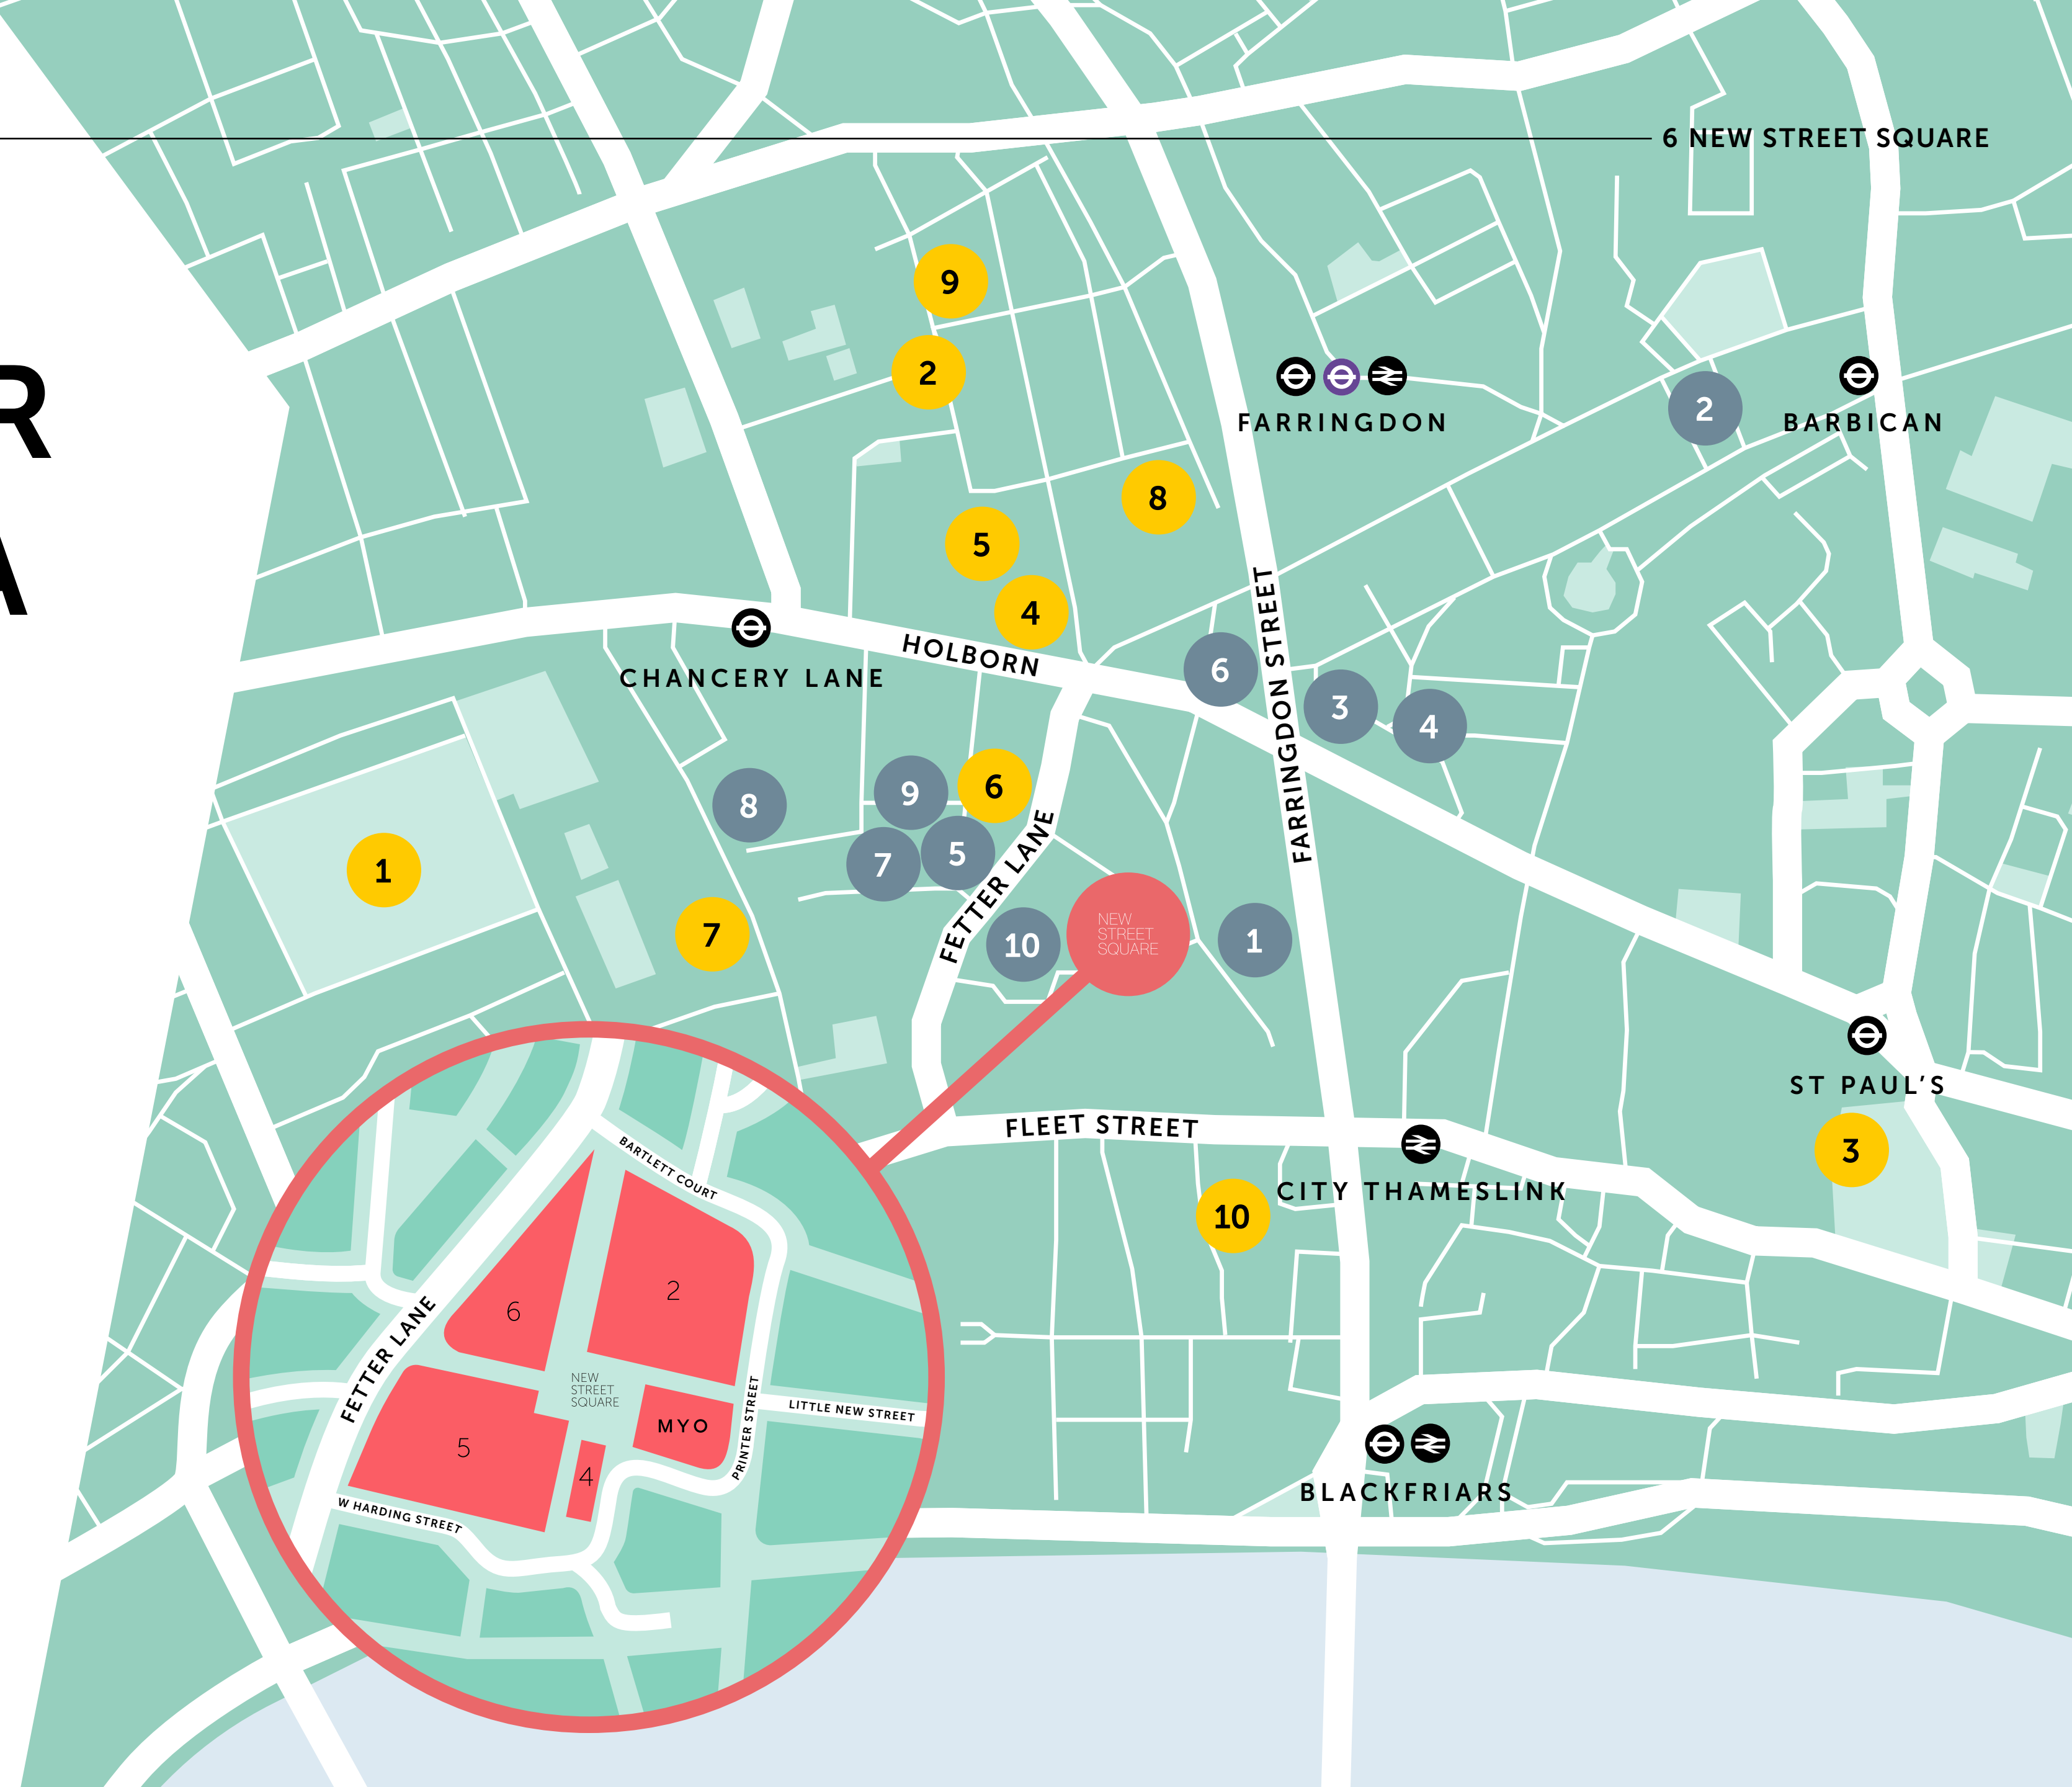 6 NEW STREET SQUARE
R
A
9
2
FARRINGDON
2
BARBICAN
8
5
4
HOLBORN
CHANCERY LANE
FARRINGDON STREET
6
3
4
8
9
6
7
5
1
FETTER LANE
7
10
NEW
STREET
SQUARE
1
ST PAUL'S
FLEET STREET
3
CITY THAMESLINK
10
BARTLETT COURT
6
2
FETTER LANE
NEW
STREET
SQUARE
MYO
PRINTER STREET
LITTLE NEW STREET
5
4
W HARDING STREET
BLACKFRIARS